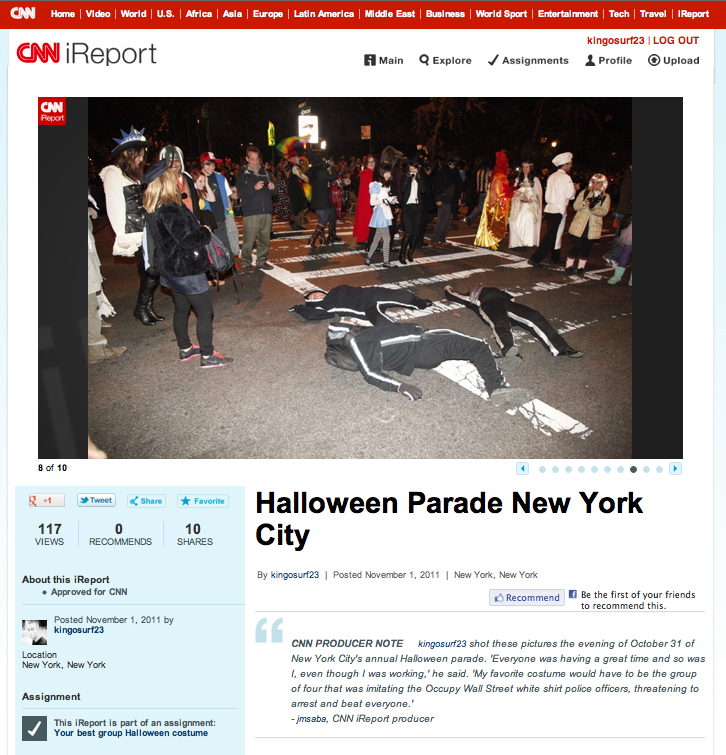 CNN Home Video World U.S. Africa Asia Europe Latin America Middle East Business World Sport Entertainment Tech Travel iReport
kingosurf23 | LOG OUT
CNN iReport
Main Explore Assignments Profile Upload
CNN
iReport
8 of 10
+1 Tweet Share Favorite
117 0 10
VIEWS RECOMMENDS SHARES
About this iReport
• Approved for CNN
Posted November 1, 2011 by
kingosurf23
Location
New York, New York
Assignment
This iReport is part of an assignment:
Your best group Halloween costume
Halloween Parade New York
City
By kingosurf23 | Posted November 1, 2011 | New York, New York
Recommend Be the first of your friends
to recommend this.
CNN PRODUCER NOTE kingosurf23 shot these pictures the evening of October 31 of
New York City's annual Halloween parade. 'Everyone was having a great time and so was
I, even though I was working,' he said. 'My favorite costume would have to be the group
of four that was imitating the Occupy Wall Street white shirt police officers, threatening to
arrest and beat everyone.'
- jmsaba, CNN iReport producer